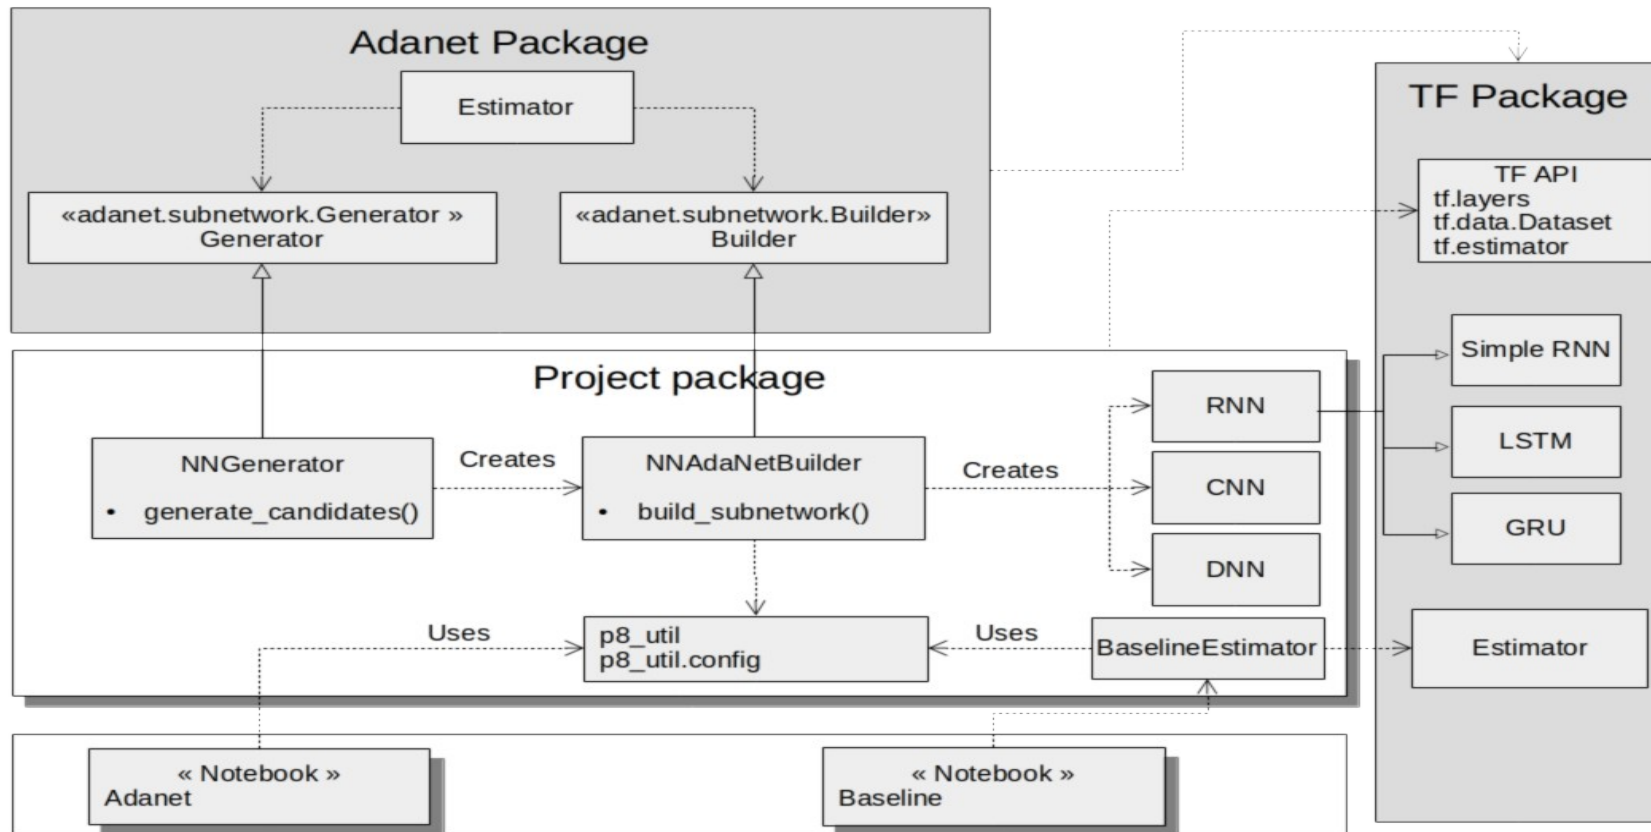 Adanet Package
Estimator
«adanet.subnetwork.Generator »
Generator
«adanet.subnetwork.Builder»
Builder
TF Package
TF API
tf.layers
tf.data.Dataset
tf.estimator
Simple RNN
LSTM
GRU
Estimator
Project package
NNGenerator
• generate_candidates()
Creates
NNAdaNetBuilder
• build_subnetwork()
Creates
RNN
CNN
DNN
Uses
p8_util
p8_util.config
Uses
BaselineEstimator
« Notebook »
Adanet
« Notebook »
Baseline